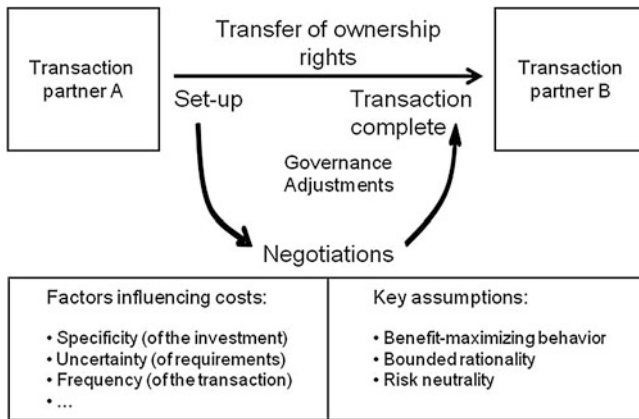 Transaction
partner A
Transfer of ownership
rights
Transaction
partner B
Set-up
Transaction
complete
Governance
Adjustments
Negotiations
Factors influencing costs:
• Specificity (of the investment)
• Uncertainty (of requirements)
• Frequency (of the transaction)
• ...
Key assumptions:
• Benefit-maximizing behavior
• Bounded rationality
• Risk neutrality